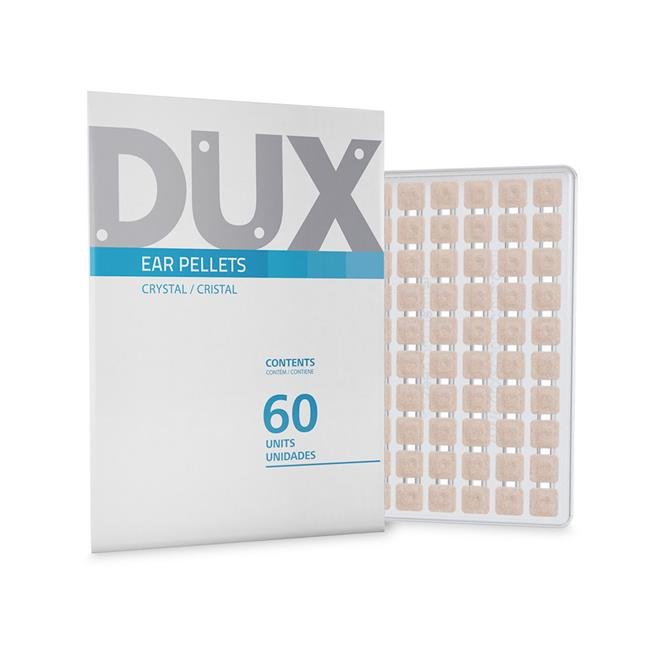 DUX
EAR PELLETS
CRYSTAL / CRISTAL
CONTENTS
CONTÉM / CONTIENE
60
UNITS
UNIDADES